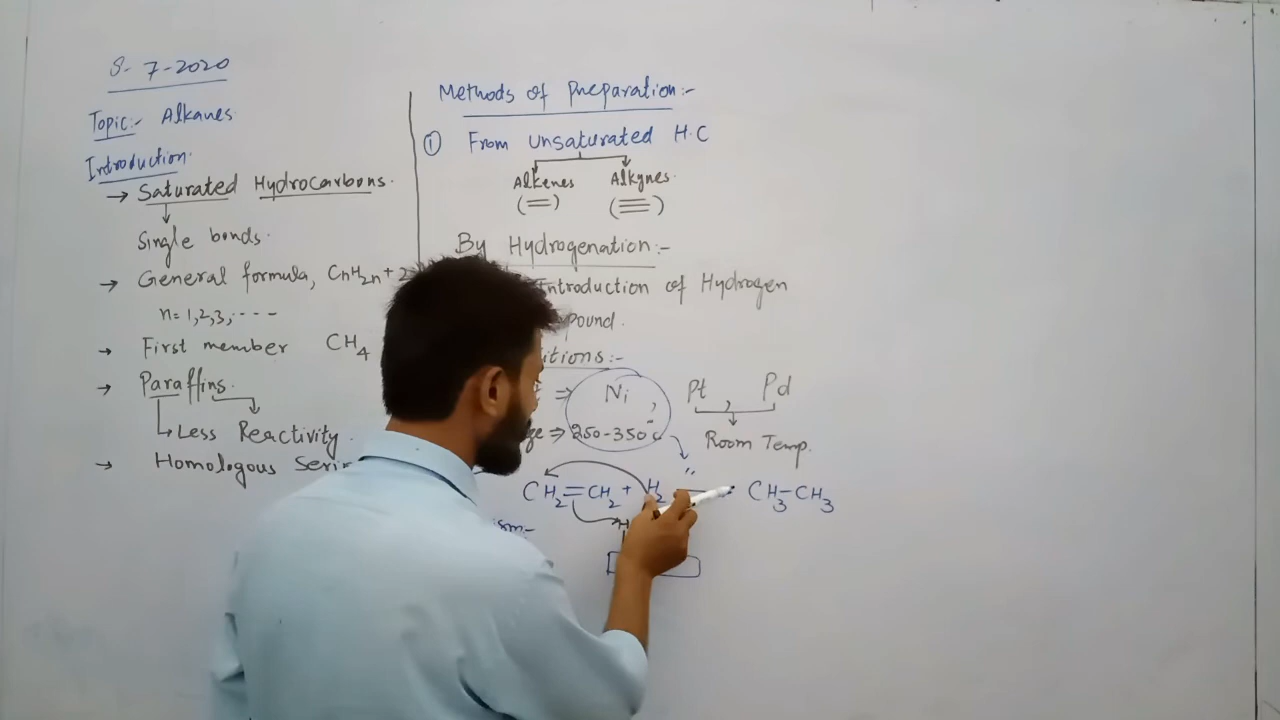 8-7-2020
Topic:- Alkanes
Introduction
→ Saturated Hydrocarbons.
Single bonds.
→ General formula, CnH2n+2
n=1,2,3,----
→ First member CH4
→ Paraffins.
Less Reactivity.
→ Homologous
Methods of Preparation:-
① From Unsaturated H.C
Alkenes Alkynes.
(=) (≡)
By Hydrogenation:-
Introduction of Hydrogen
⇒ Ni, Pt, Pd
⇒ 250-350°c Room Temp.
CH2=CH2 + H2 → CH3-CH3
H